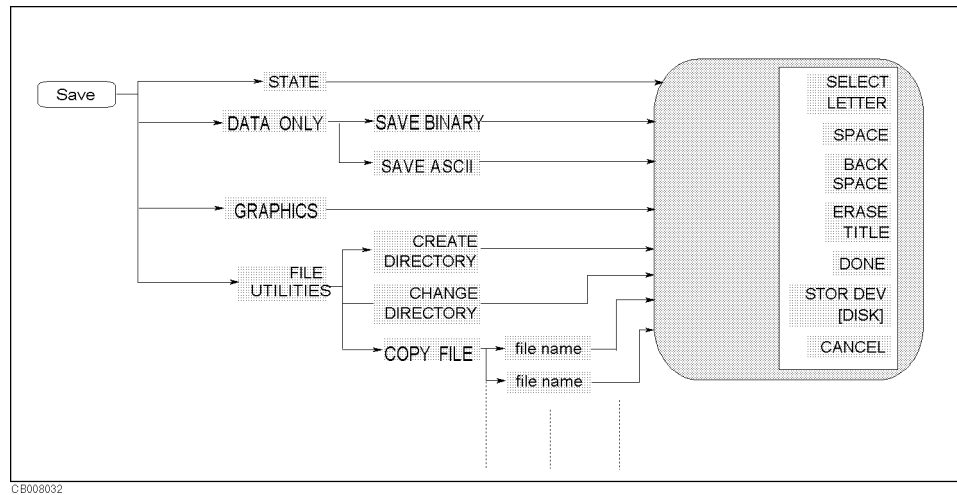 Save
STATE
DATA ONLY
SAVE BINARY
SAVE ASCII
GRAPHICS
FILE
UTILITIES
CREATE
DIRECTORY
CHANGE
DIRECTORY
COPY FILE
file name
file name
SELECT
LETTER
SPACE
BACK
SPACE
ERASE
TITLE
DONE
STOR DEV
[DISK]
CANCEL
CB008032